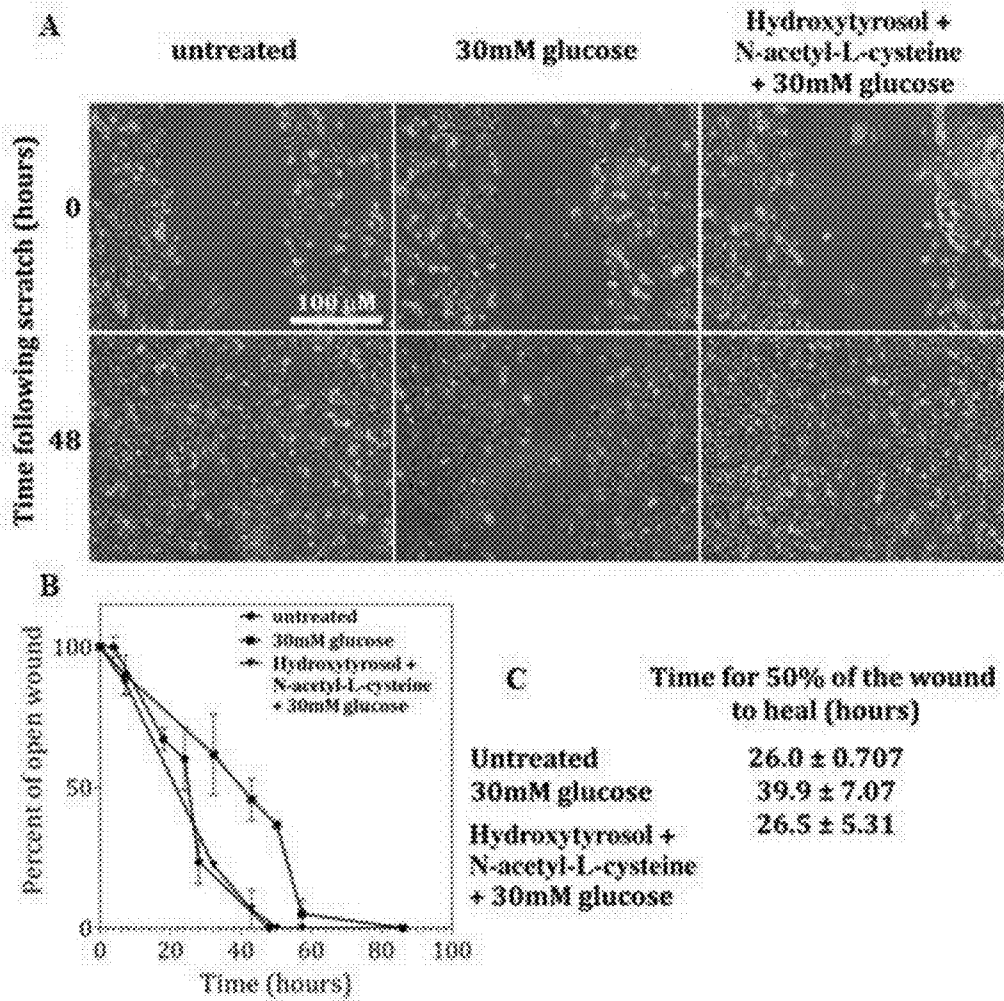 A
untreated
30mM glucose
Hydroxytyrosol +
N-acetyl-L-cysteine
+ 30mM glucose
Time following scratch (hours)
0
100 µM
48
B
untreated
30mM glucose
Hydroxytyrosol +
N-acetyl-L-cysteine
+ 30mM glucose
Percent of open wound
100
50
0
0 20 40 60 80 100
Time (hours)
C
Time for 50% of the wound
to heal (hours)
Untreated 26.0 ± 0.707
30mM glucose 39.9 ± 7.07
Hydroxytyrosol + 26.5 ± 5.31
N-acetyl-L-cysteine
+ 30mM glucose